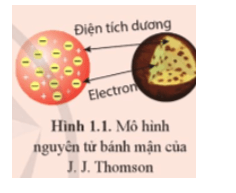 Điện tích dương
Electron
Hình 1.1. Mô hình
nguyên tử bánh mận của
J. J. Thomson